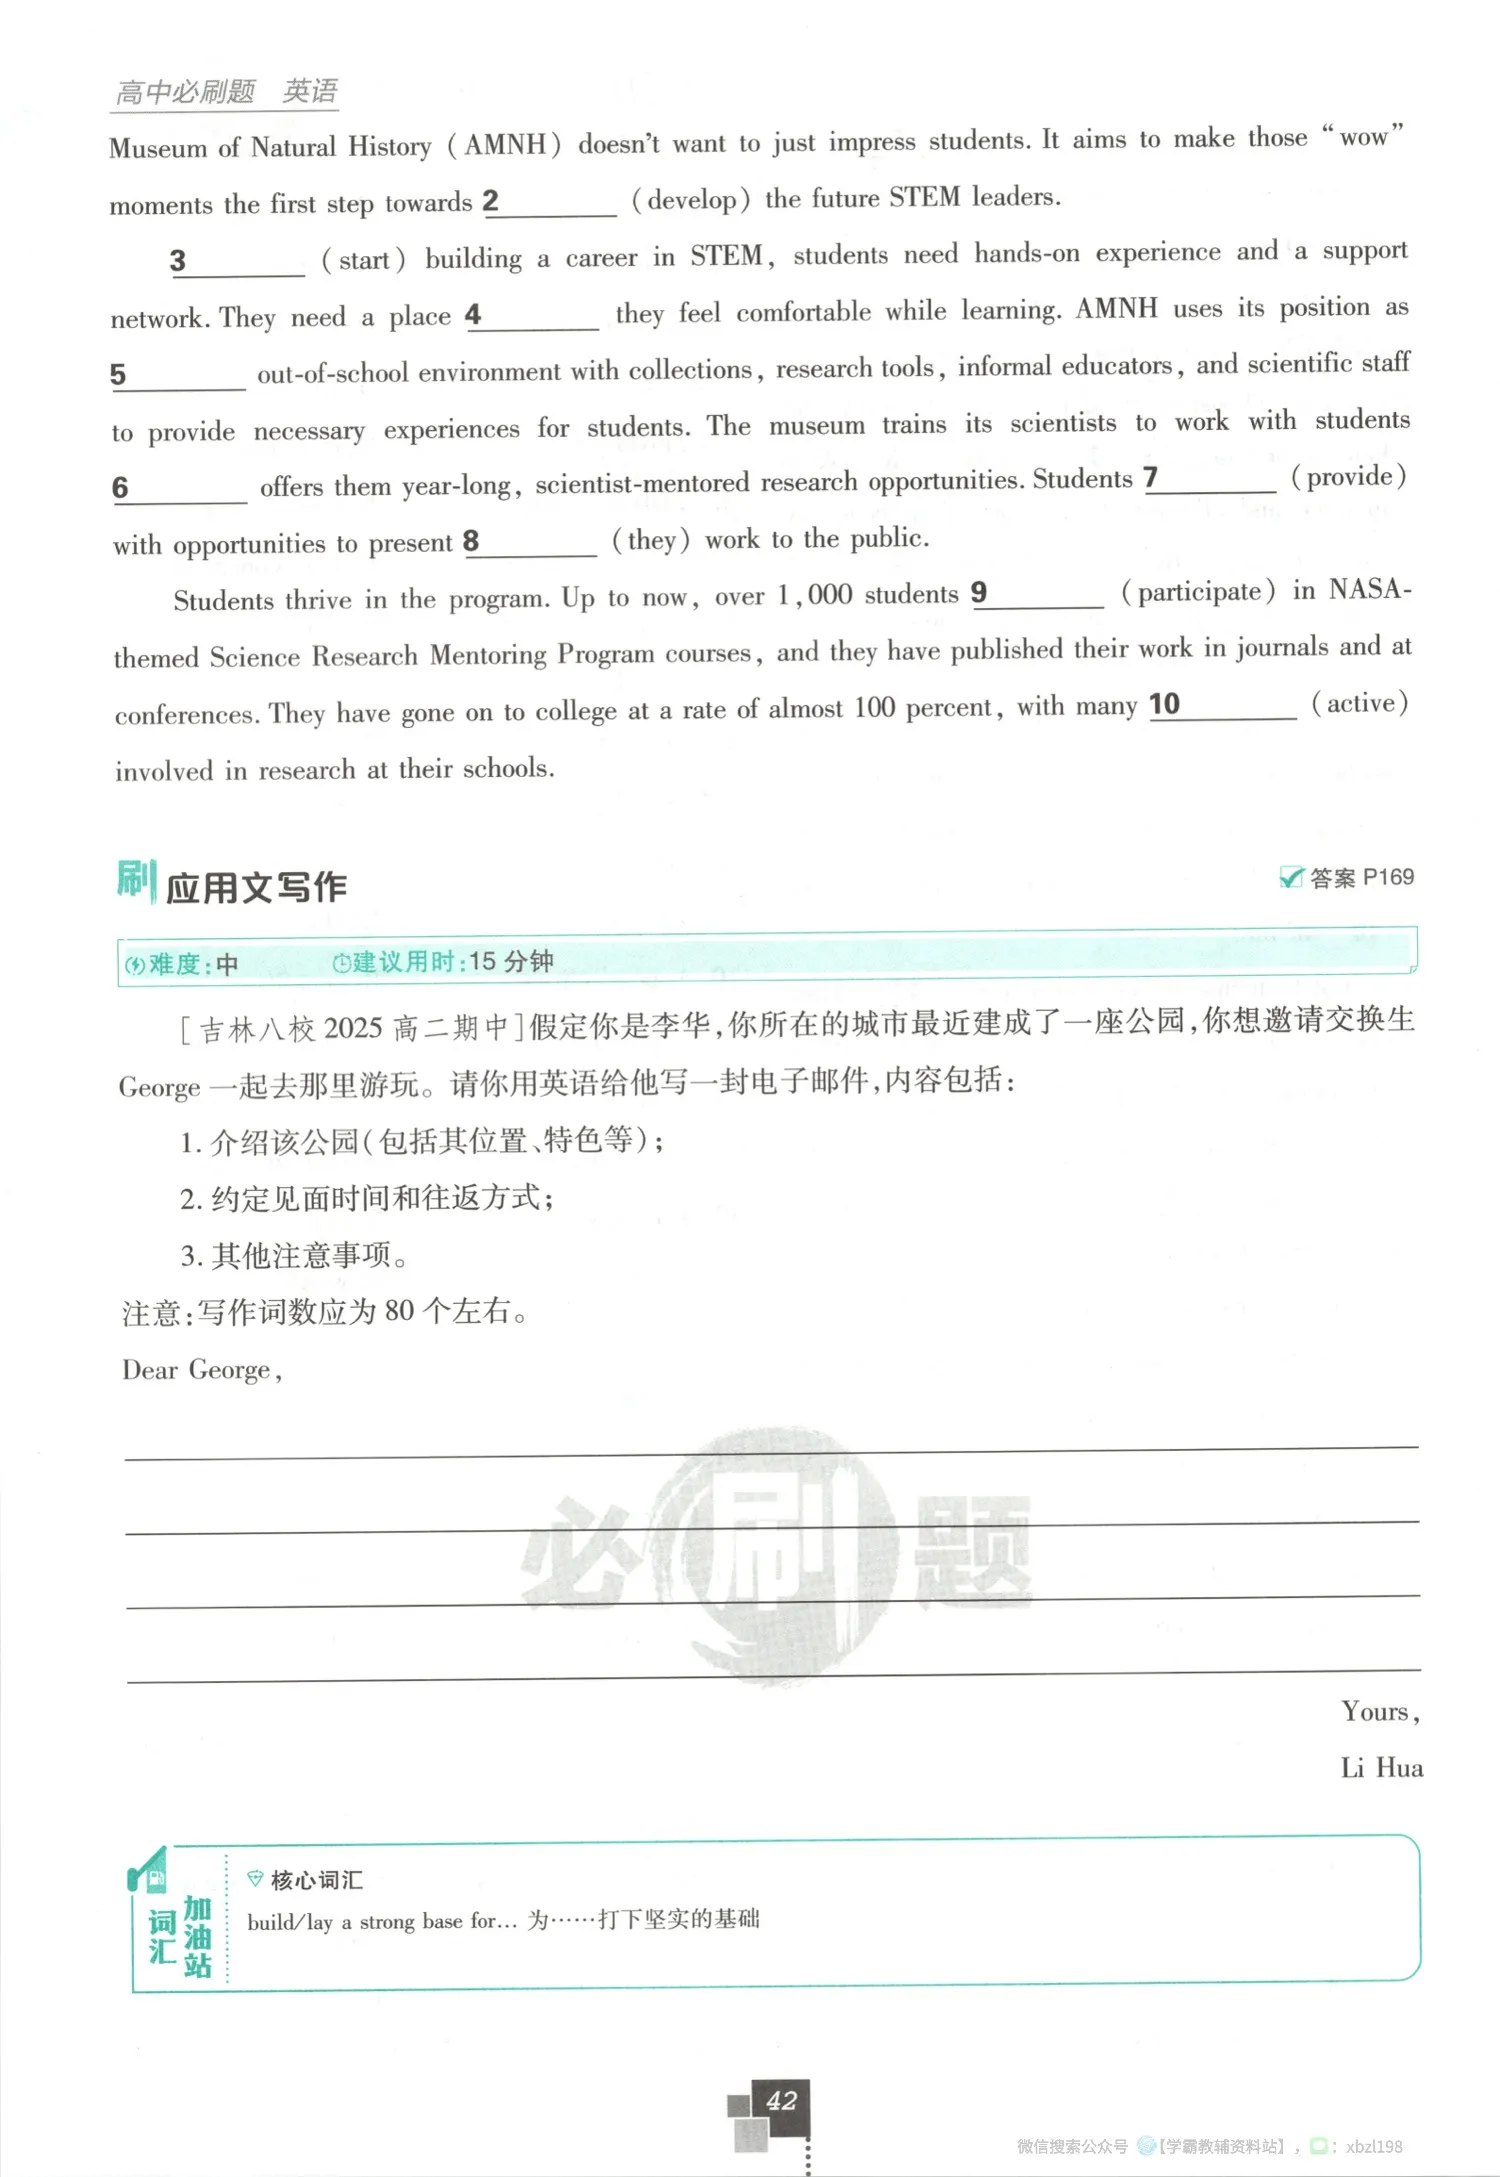 高中必刷题 英语
Museum of Natural History (AMNH) doesn't want to just impress students. It aims to make those “wow”
moments the first step towards 2________ (develop) the future STEM leaders.
3________ (start) building a career in STEM, students need hands-on experience and a support
network. They need a place 4________ they feel comfortable while learning. AMNH uses its position as
5________ out-of-school environment with collections, research tools, informal educators, and scientific staff
to provide necessary experiences for students. The museum trains its scientists to work with students
6________ offers them year-long, scientist-mentored research opportunities. Students 7________ (provide)
with opportunities to present 8________ (they) work to the public.
Students thrive in the program. Up to now, over 1,000 students 9________ (participate) in NASA-
themed Science Research Mentoring Program courses, and they have published their work in journals and at
conferences. They have gone on to college at a rate of almost 100 percent, with many 10________ (active)
involved in research at their schools.
刷 应用文写作
答案 P169
难度:中 建议用时:15 分钟
[吉林八校 2025 高二期中]假定你是李华,你所在的城市最近建成了一座公园,你想邀请交换生
George 一起去那里游玩。请你用英语给他写一封电子邮件,内容包括:
1. 介绍该公园(包括其位置、特色等);
2. 约定见面时间和往返方式;
3. 其他注意事项。
注意:写作词数应为 80 个左右。
Dear George,
必刷题
Yours,
Li Hua
词汇加油站
核心词汇
build/lay a strong base for... 为……打下坚实的基础
42
微信搜索公众号【学霸教辅资料站】,：xbzl198